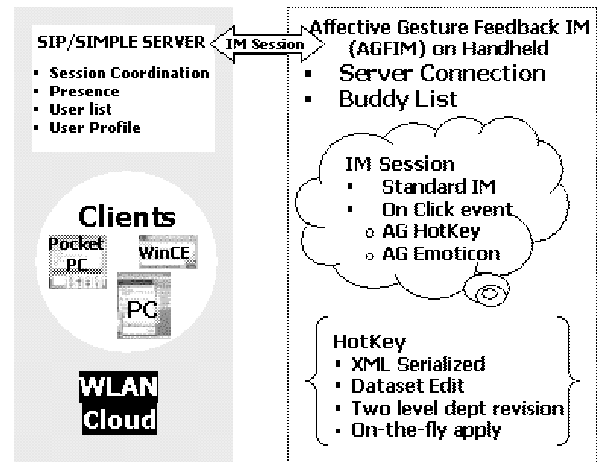 SIP/SIMPLE SERVER
▪ Session Coordination
▪ Presence
▪ User list
▪ User Profile
IM Session
Clients
Pocket
PC
WinCE
PC
WLAN
Cloud
Affective Gesture Feedback IM
(AGFIM) on Handheld
▪ Server Connection
▪ Buddy List
IM Session
▪ Standard IM
▪ On Click event
o AG HotKey
o AG Emoticon
HotKey
▪ XML Serialized
▪ Dataset Edit
▪ Two level dept revision
▪ On-the-fly apply